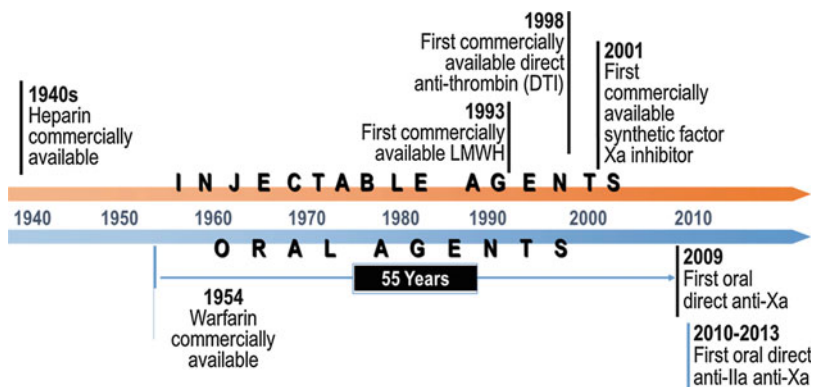 1998
First commercially
available direct
anti-thrombin (DTI)
2001
First
commercially
available
synthetic factor
Xa inhibitor
1940s
Heparin
commercially
available
1993
First commercially
available LMWH
INJECTABLE AGENTS
1940 1950 1960 1970 1980 1990 2000 2010
ORAL AGENTS
55 Years
1954
Warfarin
commercially
available
2009
First oral
direct anti-Xa
2010-2013
First oral direct
anti-IIa anti-Xa